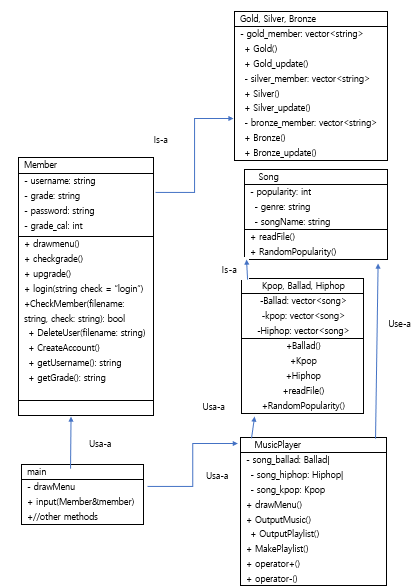 Gold, Silver, Bronze
- gold_member: vector<string>
+ Gold()
+ Gold_update()
- silver_member: vector<string>
+ Silver()
+ Silver_update()
- bronze_member: vector<string>
+ Bronze()
+ Bronze_update()
Is-a
Member
- username: string
- grade: string
- password: string
- grade_cal: int
+ drawmenu()
+ checkgrade()
+ upgrade()
+ login(string check = "login")
+CheckMember(filename:
string, check: string): bool
+ DeleteUser(filename: string)
+ CreateAccount()
+ getUsername(): string
+ getGrade(): string
Song
- popularity: int
- genre: string
- songName: string
+ readFile()
+ RandomPopularity()
Is-a
Kpop, Ballad, Hiphop
-Ballad: vector<song>
-kpop: vector<song>
-Hiphop: vector<song>
+Ballad()
+Kpop
+Hiphop
+readFile()
+RandomPopularity()
Use-a
Usa-a
Usa-a
Usa-a
main
- drawMenu
+ input(Member&member)
+//other methods
MusicPlayer
- song_ballad: Ballad|
- song_hiphop: Hiphop|
- song_kpop: Kpop
+ drawMenu()
+ OutputMusic()
+ OutputPlaylist()
+ MakePlaylist()
+ operator+()
+ operator-()